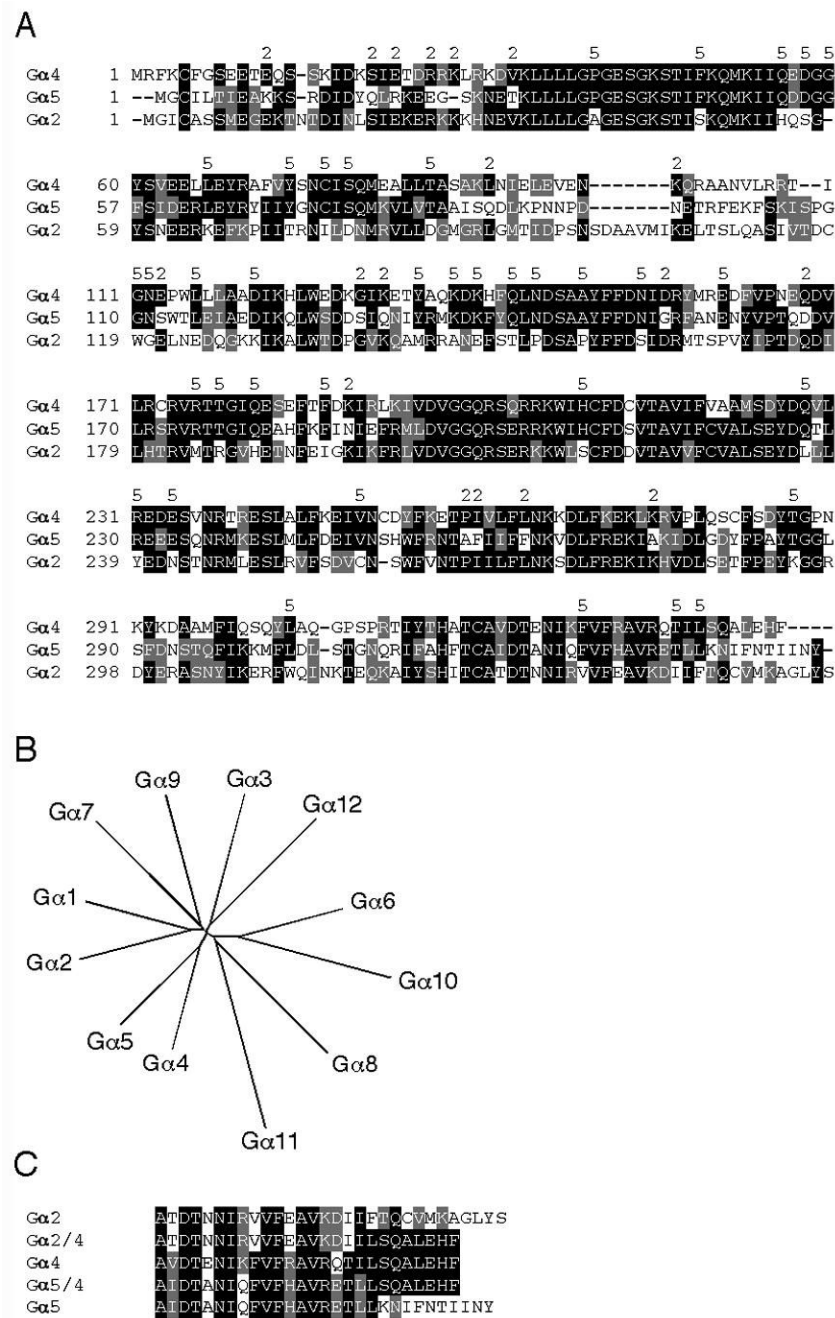 A
2 2 2 2 2 2 5 5 5 5
Gα4 1 MRFKCFGSEETEQS-SKIDKSIETDRRKLRKDVKLLLLGPGESGKSTIFKQMKIIQEDGG
Gα5 1 --MGCILTIEAKKS-RDIDYQLRKEEG-SKNETKLLLLGPGESGKSTIFKQMKIIQDDGG
Gα2 1 -MGICASSMEGEKTNTDINLSIEKERKKKHNEVKLLLLGAGESGKSTISKQMKIIHQSG-
5 5 5 5 5 2 2
Gα4 60 YSVEELLEYRAFVYSNCISQMEALLTASAKLNIELEVEN-------KQRAANVLRRT--I
Gα5 57 FSIDERLEYRYIIYGNCISQMKVLVTAAISQDLKPNNPD-------NETRFEKFSKISPG
Gα2 59 YSNEERKEFKPIITRNILDNMRVLLDGMGRLGMTIDPSNSDAAVMIKELTSLQASIVTDC
552 5 5 2 2 5 5 5 5 5 5 5 2 5 2
Gα4 111 GNEPWLLLAADIKHLWEDKGIKETYAQKDKHFQLNDSAAYFFDNIDRYMREDFVPNEQDV
Gα5 110 GNSWTLEIAEDIKQLWSDDSIQNIYRMKDKFYQLNDSAAYFFDNIGRFANENYVPTQDDV
Gα2 119 WGELNEDQGKKIKALWTDPGVKQAMRRANEFSTLPDSAPYFFDSIDRMTSPVYIPTDQDI
5 5 5 5 2 5 5
Gα4 171 LRCRVRTTGIQESEFTFDKIRLKIVDVGGQRSQRRKWIHCFDCVTAVIFVAAMSDYDQVL
Gα5 170 LRSRVRTTGIQEAHFKFINIEFRMLDVGGQRSERRKWIHCFDSVTAVIFCVALSEYDQTL
Gα2 179 LHTRVMTRGVHETNFEIGKIKFRLVDVGGQRSERKKWLSCFDDVTAVVFCVALSEYDLLL
5 5 5 22 2 2 5
Gα4 231 REDESVNRTRESLALFKEIVNCDYFKETPIVLFLNKKDLFKEKLKRVPLQSCFSDYTGPN
Gα5 230 REEESQNRMKESLMLFDEIVNSHWFRNTAFIIFFNKVDLFREKIAKIDLGDYFPAYTGGL
Gα2 239 YEDNSTNRMLESLRVFSDVCN-SWFVNTPIILFLNKSDLFREKIKHVDLSETFPEYKGGR
5 5 5 5
Gα4 291 KYKDAAMFIQSQYLAQ-GPSPRTIYTHATCAVDTENIKFVFRAVRQTILSQALEHF----
Gα5 290 SFDNSTQFIKKMFLDL-STGNQRIFAHFTCAIDTANIQFVFHAVRETLLKNIFNTIINY-
Gα2 298 DYERASNYIKERFWQINKTEQKAIYSHITCATDTNNIRVVFEAVKDIIFTQCVMKAGLYS
B
Gα9 Gα3
Gα7 Gα12
Gα1 Gα6
Gα2 Gα10
Gα5 Gα4 Gα8
Gα11
C
Gα2 ATDTNNIRVVFEAVKDIIFTQCVMKAGLYS
Gα2/4 ATDTNNIRVVFEAVKDIILSQALEHF
Gα4 AVDTENIKFVFRAVRQTILSQALEHF
Gα5/4 AIDTANIQFVFHAVRETLLSQALEHF
Gα5 AIDTANIQFVFHAVRETLLKNIFNTIINY